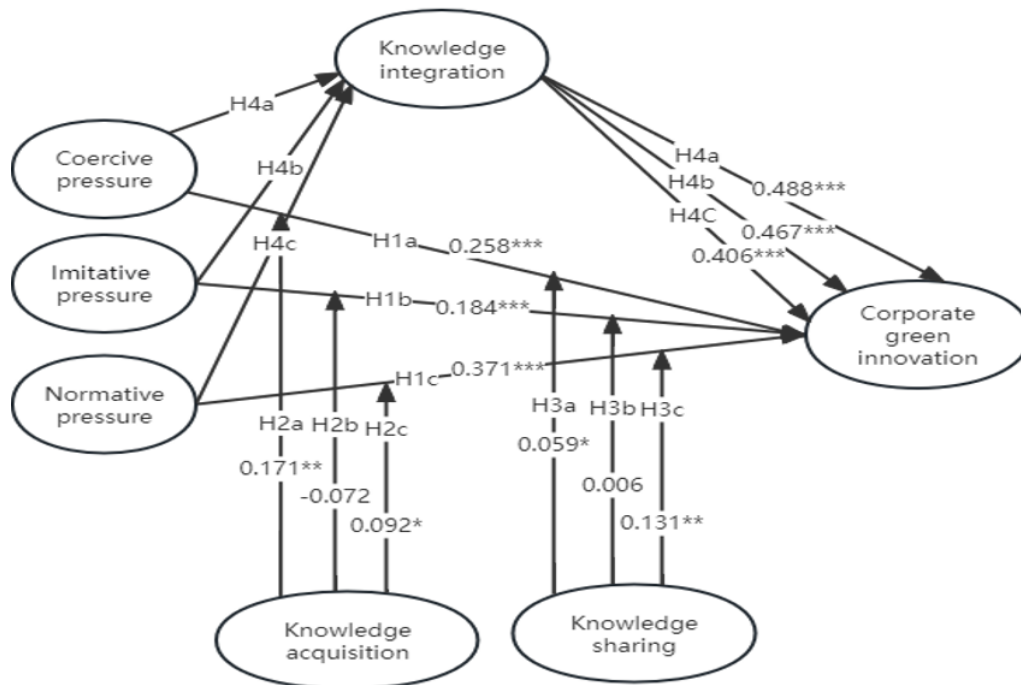 Knowledge
integration
H4a
Coercive
pressure
H4b
H4a
H4b
0.488***
H4C
0.467***
H4c
H1a
0.258***
0.406***
Imitative
pressure
H1b
0.184***
Corporate
green
innovation
Normative
pressure
H1c
0.371***
H2a
H2b
H2c
H3a
H3b
H3c
0.171**
-0.072
0.092*
0.059*
0.006
0.131**
Knowledge
acquisition
Knowledge
sharing